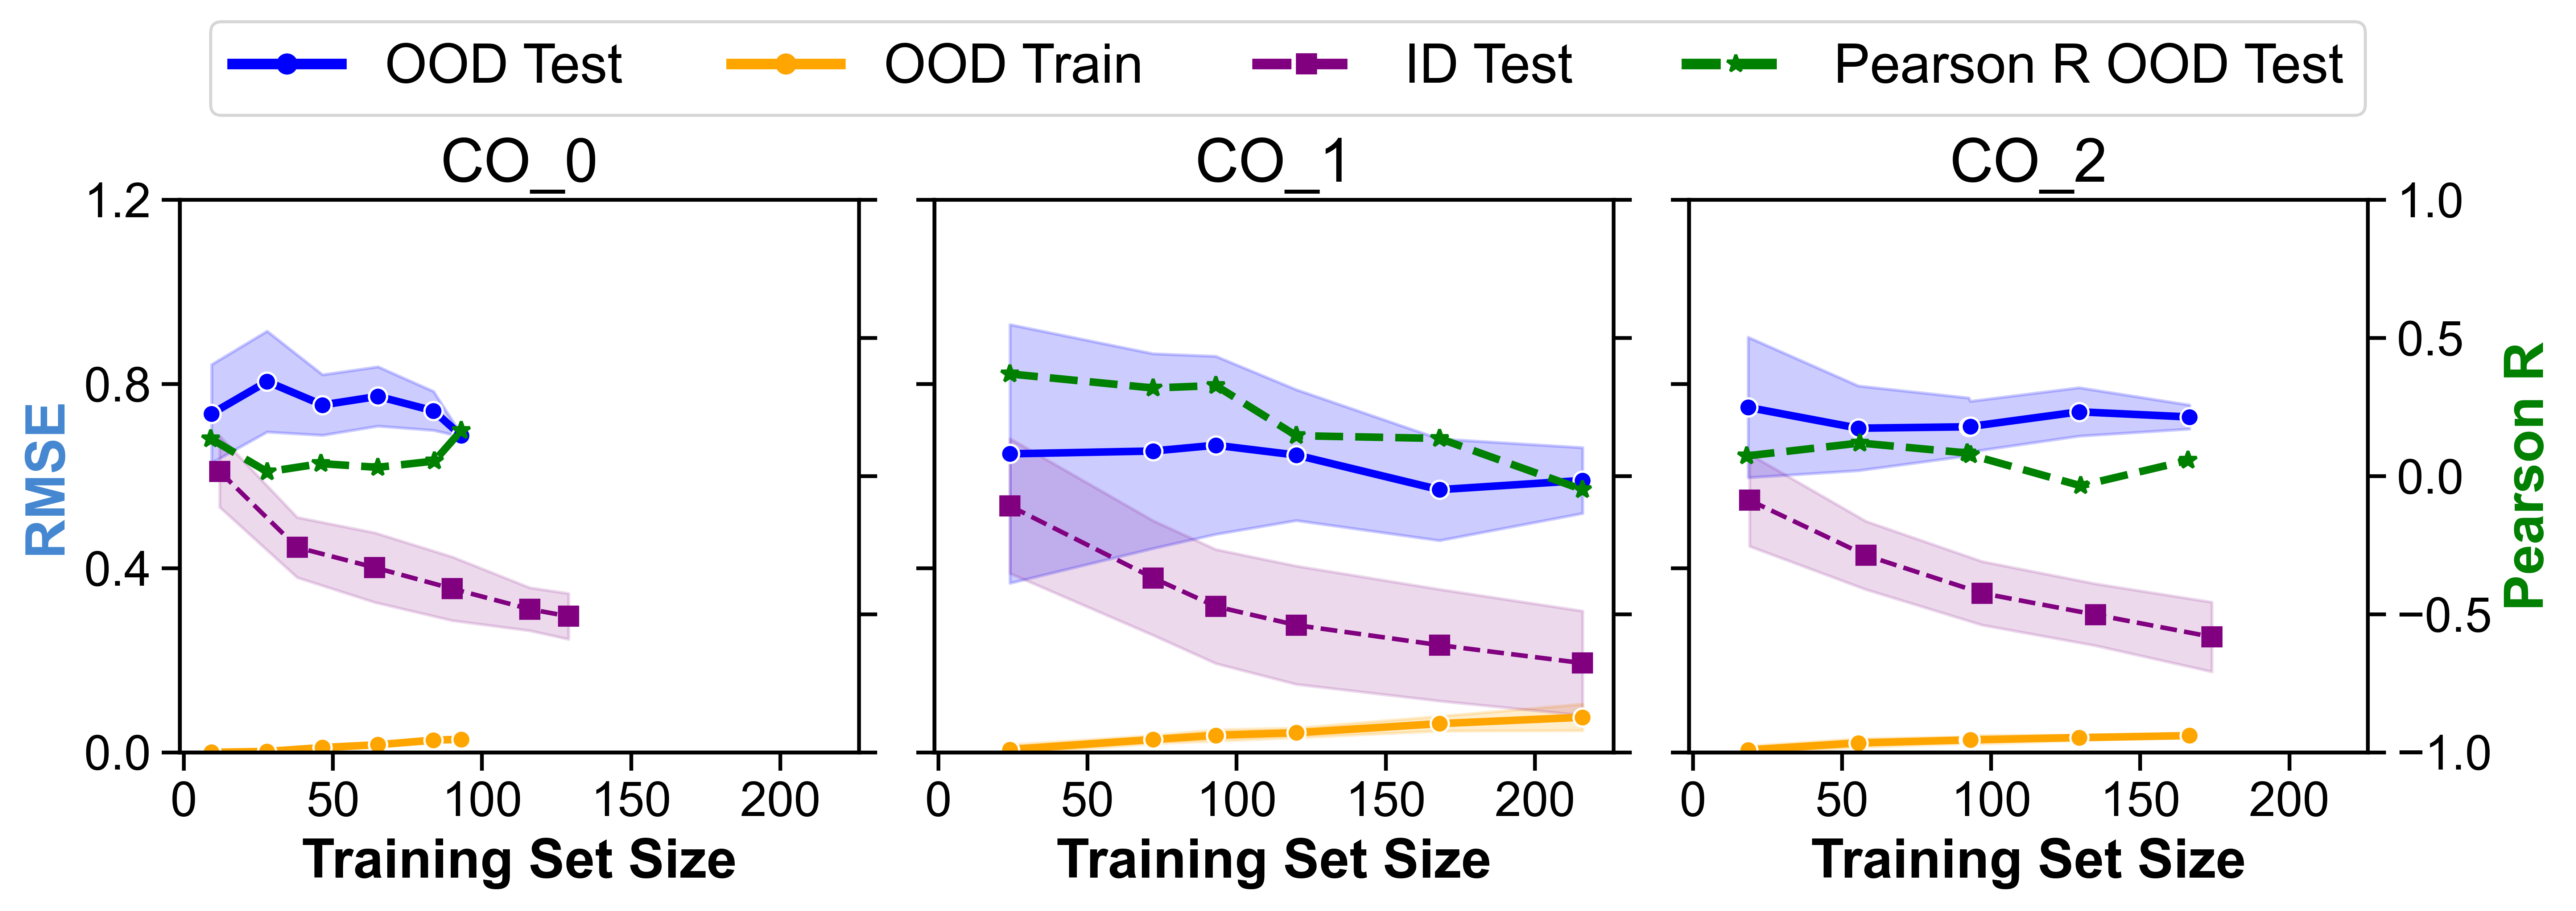 OOD Test OOD Train ID Test Pearson R OOD Test
CO_0 CO_1 CO_2
1.2
0.8
0.4
0.0
RMSE
1.0
0.5
0.0
−0.5
−1.0
Pearson R
0 50 100 150 200 0 50 100 150 200 0 50 100 150 200
Training Set Size Training Set Size Training Set Size